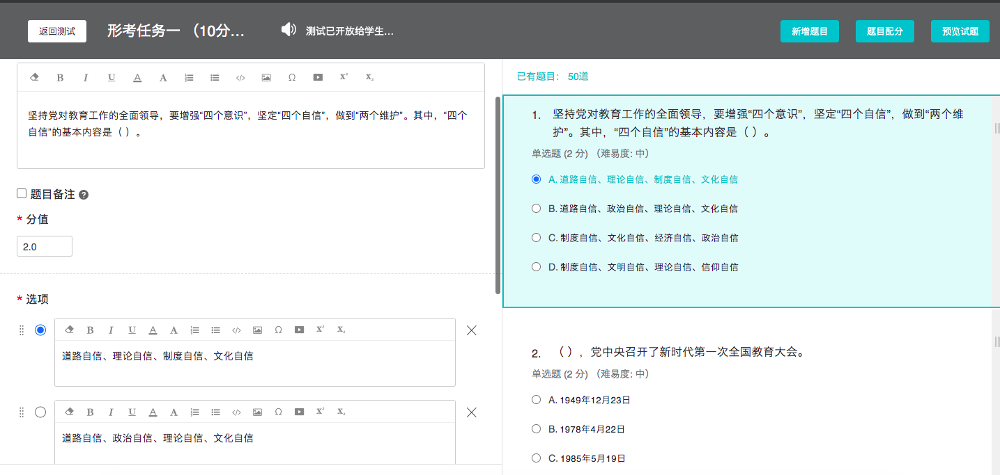 返回测试
形考任务一 （10分...
测试已开放给学生...
新增题目
题目配分
预览试题
坚持党对教育工作的全面领导，要增强“四个意识”，坚定“四个自信”，做到“两个维护”。其中，“四个
自信”的基本内容是（ ）。
题目备注
* 分值
2.0
* 选项
道路自信、理论自信、制度自信、文化自信
道路自信、政治自信、理论自信、文化自信
已有题目： 50道
1. 坚持党对教育工作的全面领导，要增强“四个意识”，坚定“四个自信”，做到“两个维
护”。其中，“四个自信”的基本内容是（ ）。
单选题 (2 分) （难易度: 中）
A. 道路自信、理论自信、制度自信、文化自信
B. 道路自信、政治自信、理论自信、文化自信
C. 制度自信、文化自信、经济自信、政治自信
D. 制度自信、文明自信、理论自信、信仰自信
2. （ ），党中央召开了新时代第一次全国教育大会。
单选题 (2 分) （难易度: 中）
A. 1949年12月23日
B. 1978年4月22日
C. 1985年5月19日